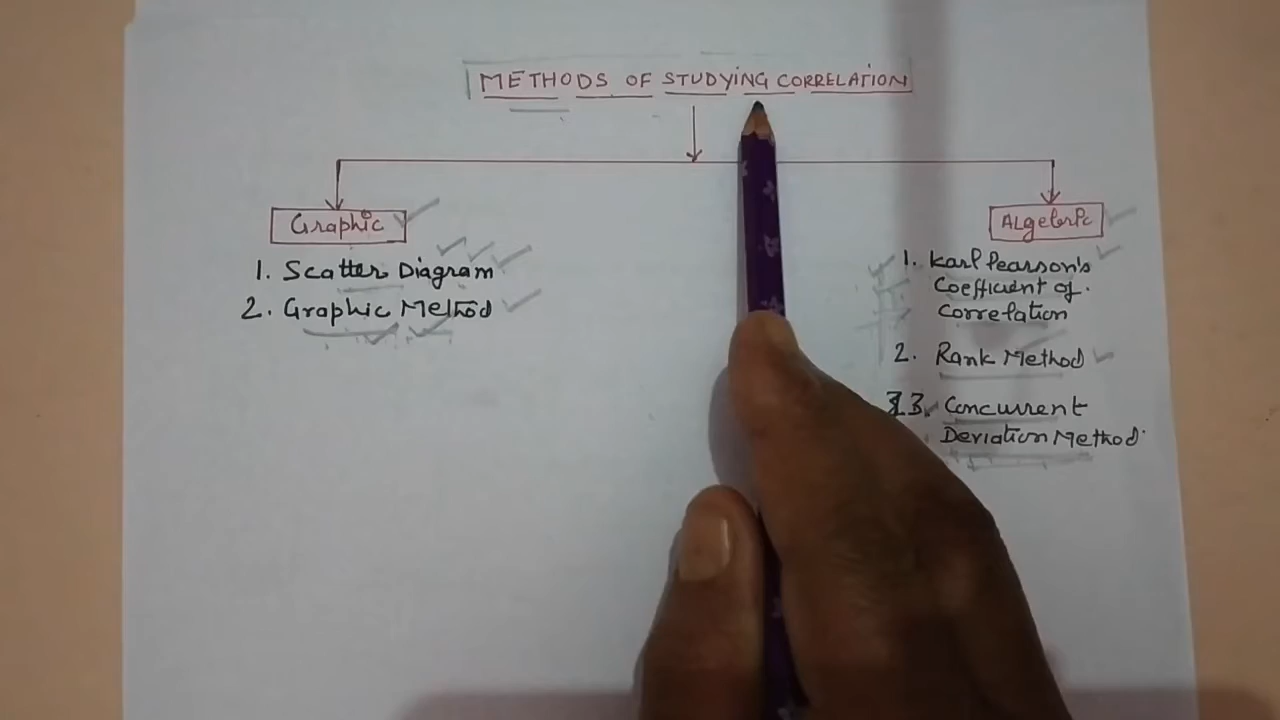 METHODS OF STUDYING CORRELATION
Graphic
1. Scatter Diagram
2. Graphic Method
ALgebric
1. Karl Pearson's
Coefficient of.
Correlation
2. Rank Method
3. Concurrent
Deviation Method.